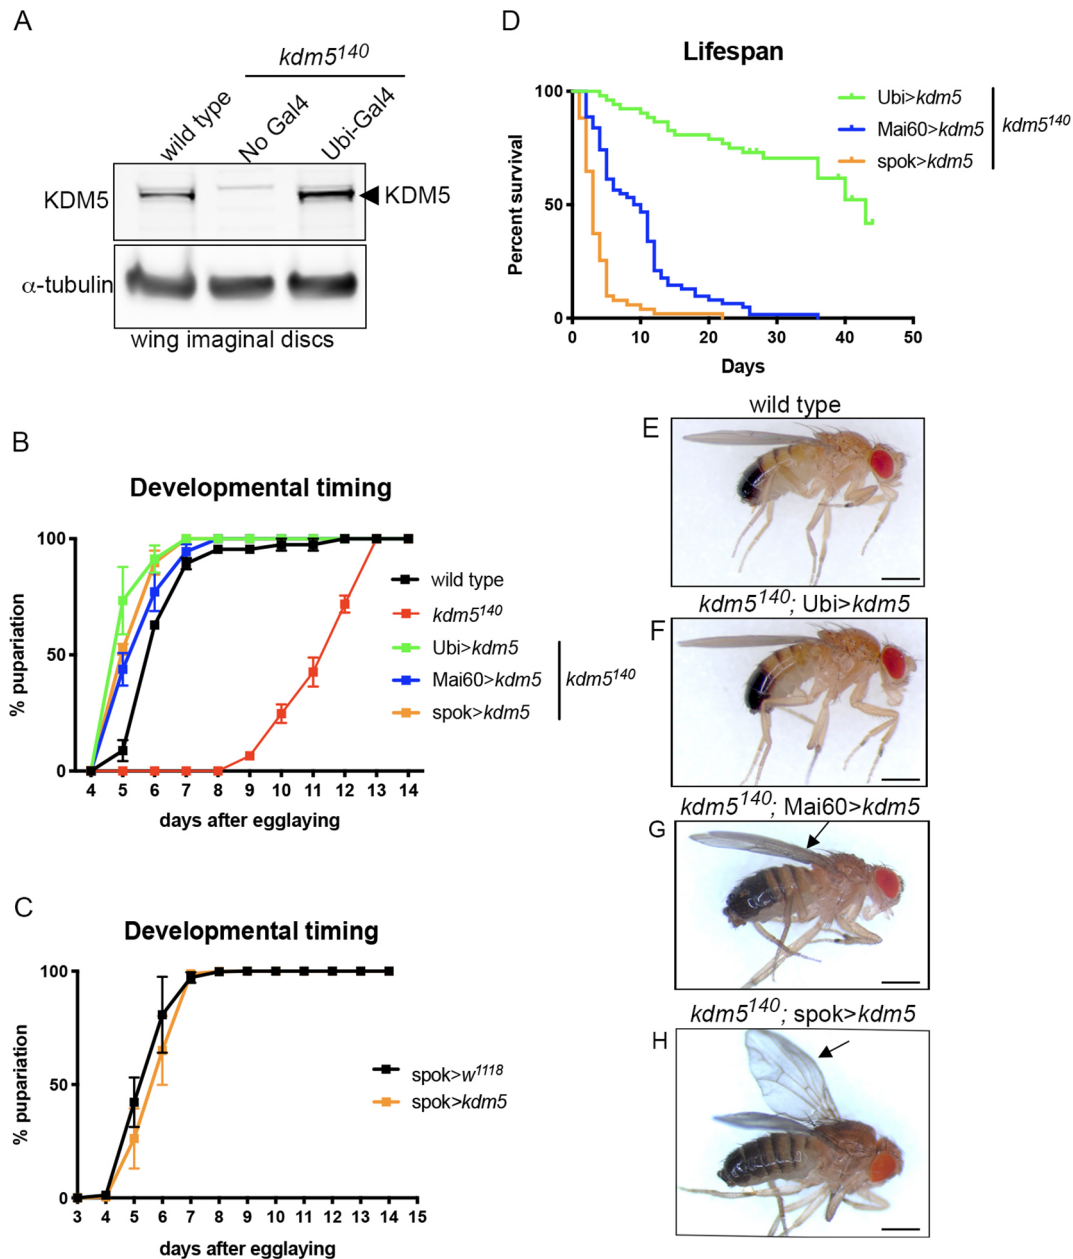 A
kdm5140
wild type
No Gal4
Ubi-Gal4
KDM5
KDM5
α-tubulin
wing imaginal discs
B
Developmental timing
% pupariation
100
50
0
4 5 6 7 8 9 10 11 12 13 14
days after egglaying
wild type
kdm5140
Ubi>kdm5
Mai60>kdm5
spok>kdm5
kdm5140
C
Developmental timing
% pupariation
100
50
0
3 4 5 6 7 8 9 10 11 12 13 14 15
days after egglaying
spok>w1118
spok>kdm5
D
Lifespan
Percent survival
100
50
0
0 10 20 30 40 50
Days
Ubi>kdm5
Mai60>kdm5
spok>kdm5
kdm5140
wild type
E
kdm5140; Ubi>kdm5
F
kdm5140; Mai60>kdm5
G
kdm5140; spok>kdm5
H